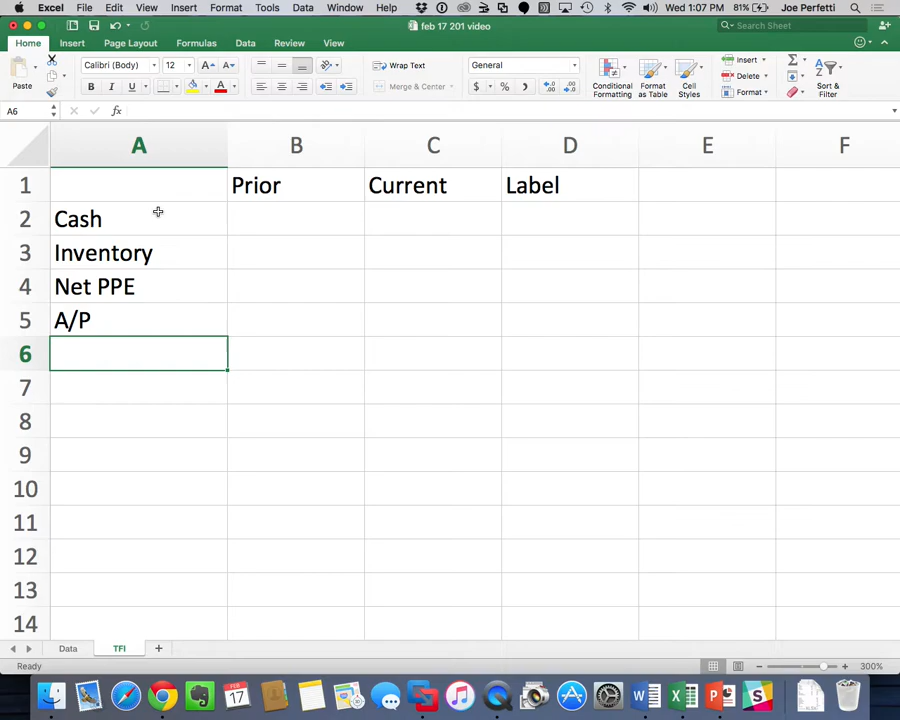 Excel File Edit View Insert Format Tools Data Window Help 81% Wed 1:07 PM Joe Perfetti
feb 17 201 video
Search Sheet
Home Insert Page Layout Formulas Data Review View
Paste
Calibri (Body) 12 A A
B I U A
Wrap Text
Merge & Center
General
$ %
Conditional Formatting
Format as Table
Cell Styles
Insert
Delete
Format
Sort & Filter
A6 fx
A B C D E F
1 Prior Current Label
2 Cash
3 Inventory
4 Net PPE
5 A/P
6
7
8
9
10
11
12
13
14
Data TFI +
Ready 300%
FEB 17